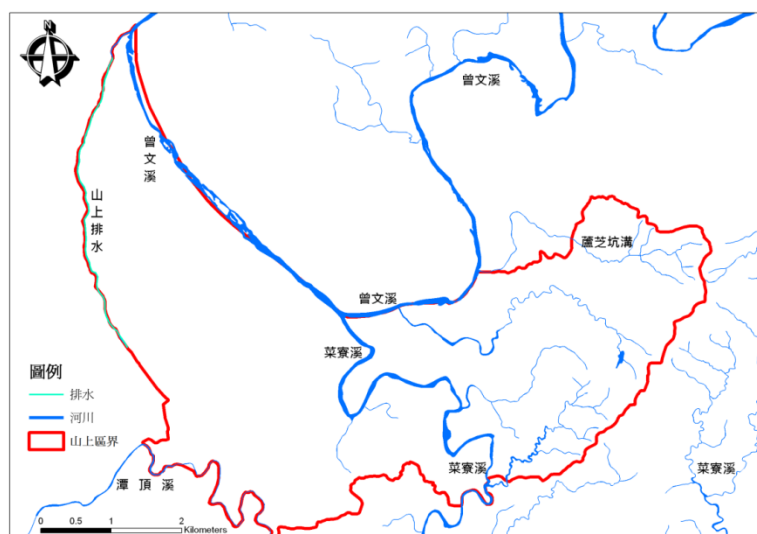 N
曾文溪
曾文溪
山上排水
蘆芝坑溝
曾文溪
菜寮溪
圖例
排水
河川
山上區界
菜寮溪
菜寮溪
潭頂溪
0 0.5 1 2
Kilometers